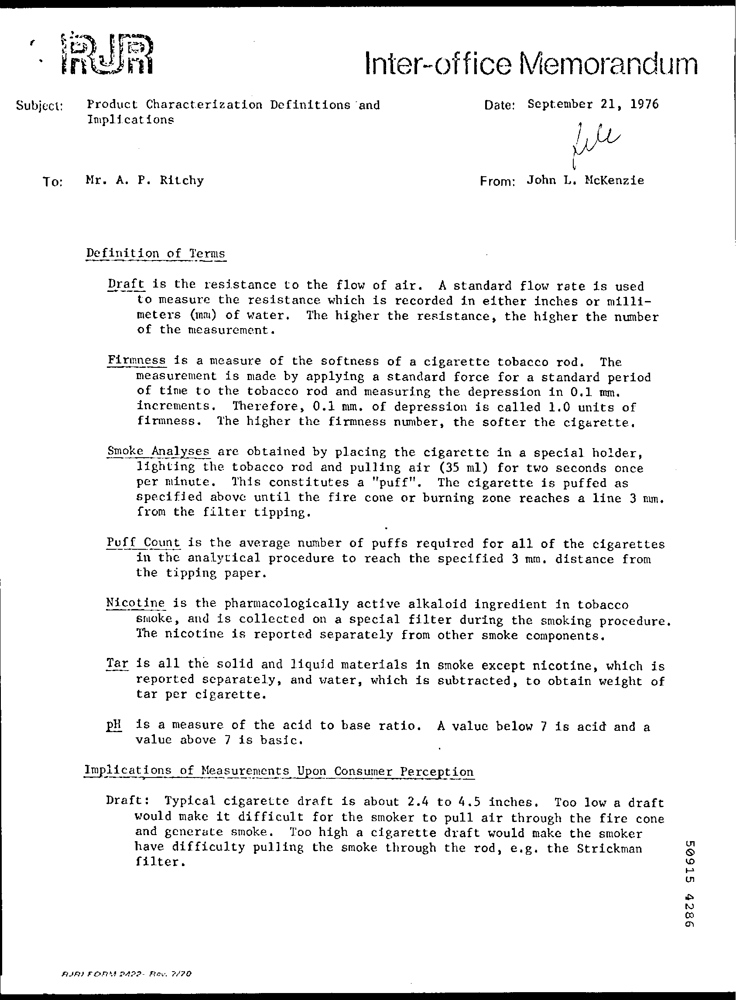 RJR
Inter-office Memorandum
Subject: Product Characterization Definitions and
Implications
Date: September 21, 1976
file
To: Mr. A. P. Ritchy
From: John L. McKenzie
Definition of Terms
Draft is the resistance to the flow of air. A standard flow rate is used
to measure the resistance which is recorded in either inches or milli-
meters (mm) of water. The higher the resistance, the higher the number
of the measurement.
Firmness is a measure of the softness of a cigarette tobacco rod. The
measurement is made by applying a standard force for a standard period
of time to the tobacco rod and measuring the depression in 0.1 mm.
increments. Therefore, 0.1 mm. of depression is called 1.0 units of
firmness. The higher the firmness number, the softer the cigarette.
Smoke Analyses are obtained by placing the cigarette in a special holder,
lighting the tobacco rod and pulling air (35 ml) for two seconds once
per minute. This constitutes a "puff". The cigarette is puffed as
specified above until the fire cone or burning zone reaches a line 3 mm.
from the filter tipping.
Puff Count is the average number of puffs required for all of the cigarettes
in the analytical procedure to reach the specified 3 mm. distance from
the tipping paper.
Nicotine is the pharmacologically active alkaloid ingredient in tobacco
smoke, and is collected on a special filter during the smoking procedure.
The nicotine is reported separately from other smoke components.
Tar is all the solid and liquid materials in smoke except nicotine, which is
reported separately, and water, which is subtracted, to obtain weight of
tar per cigarette.
pH is a measure of the acid to base ratio. A value below 7 is acid and a
value above 7 is basic.
Implications of Measurements Upon Consumer Perception
Draft: Typical cigarette draft is about 2.4 to 4.5 inches. Too low a draft
would make it difficult for the smoker to pull air through the fire cone
and generate smoke. Too high a cigarette draft would make the smoker
have difficulty pulling the smoke through the rod, e.g. the Strickman
filter.
50915 4286
RJRI FORM 2422- Rev. 7/70